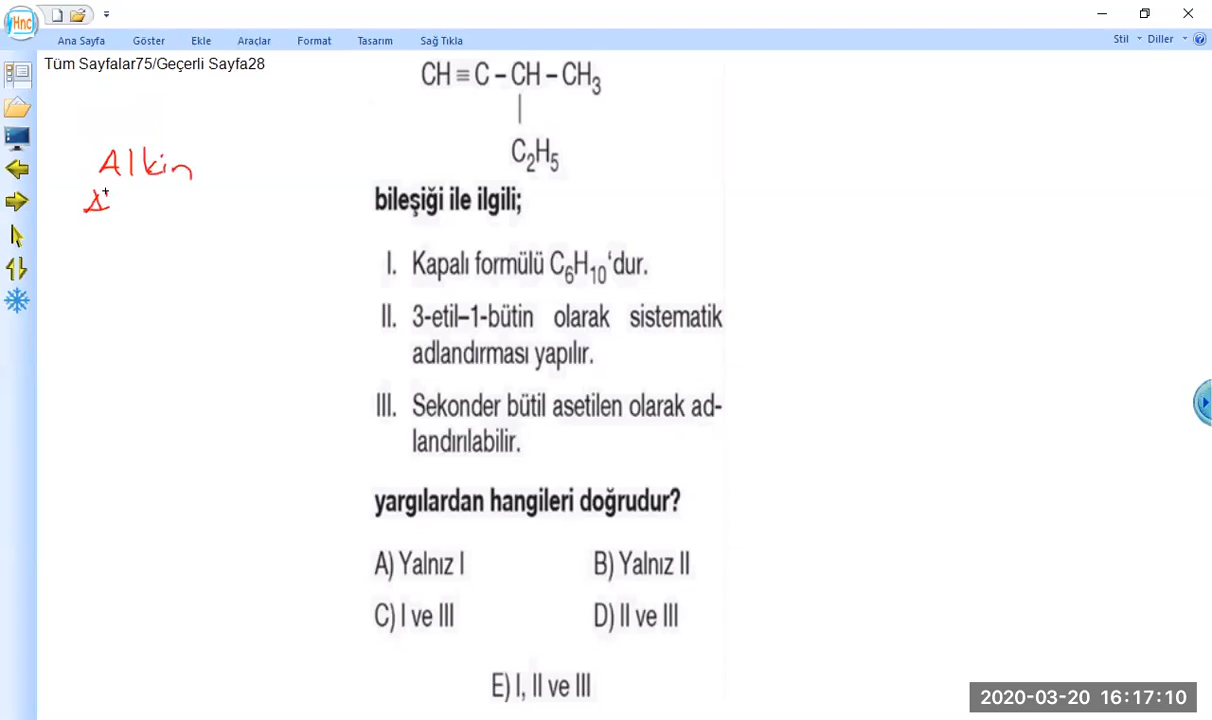 Hnc
Ana Sayfa Göster Ekle Araçlar Format Tasarım Sağ Tıkla Stil Diller
Tüm Sayfalar75/Geçerli Sayfa28
CH ≡ C – CH – CH₃
|
C₂H₅
Alkin
bileşiği ile ilgili;
I. Kapalı formülü C₆H₁₀‘dur.
II. 3-etil–1-bütin olarak sistematik
adlandırması yapılır.
III. Sekonder bütil asetilen olarak ad-
landırılabilir.
yargılardan hangileri doğrudur?
A) Yalnız I B) Yalnız II
C) I ve III D) II ve III
E) I, II ve III
2020-03-20 16:17:10